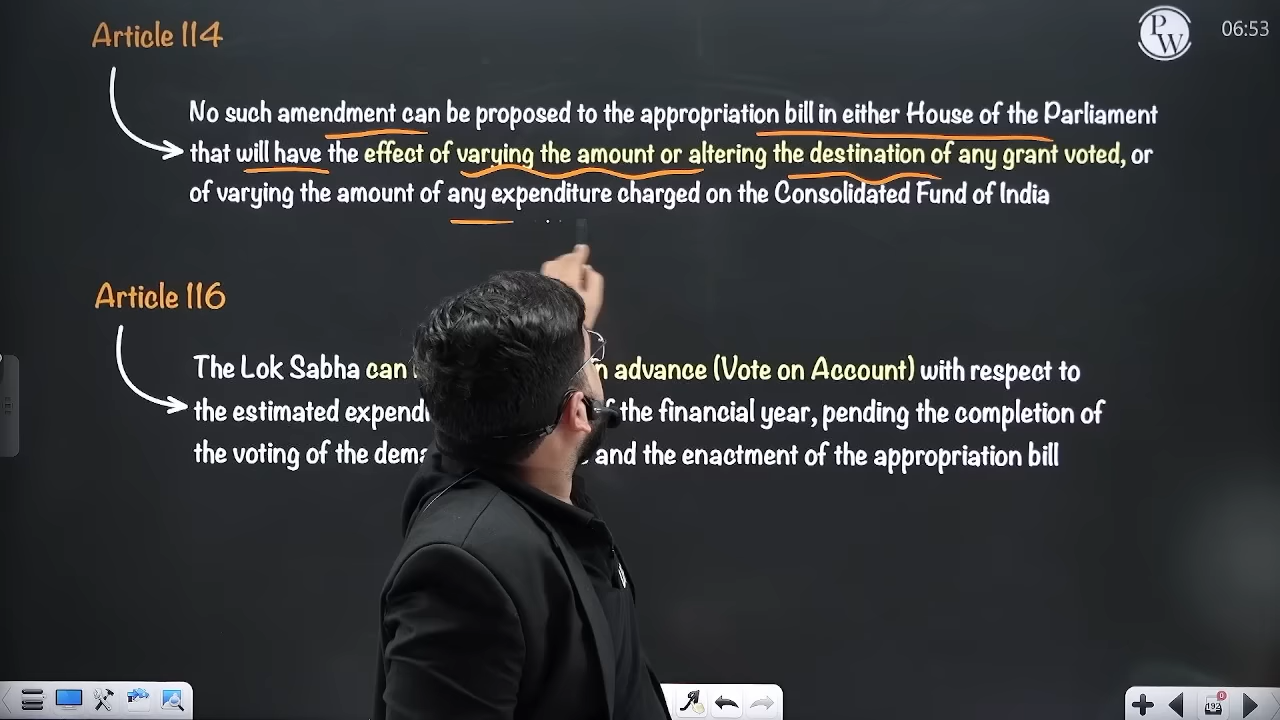 Article 114
PW
06:53
No such amendment can be proposed to the appropriation bill in either House of the Parliament
that will have the effect of varying the amount or altering the destination of any grant voted, or
of varying the amount of any expenditure charged on the Consolidated Fund of India
Article 116
The Lok Sabha can advance (Vote on Account) with respect to
the estimated the financial year, pending the completion of
the voting of the and the enactment of the appropriation bill
192
0